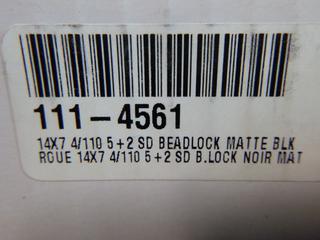 111-4561
14X7 4/110 5+2 SD BEADLOCK MATTE BLK
ROUE 14X7 4/110 5+2 SD B.LOCK NOIR MAT